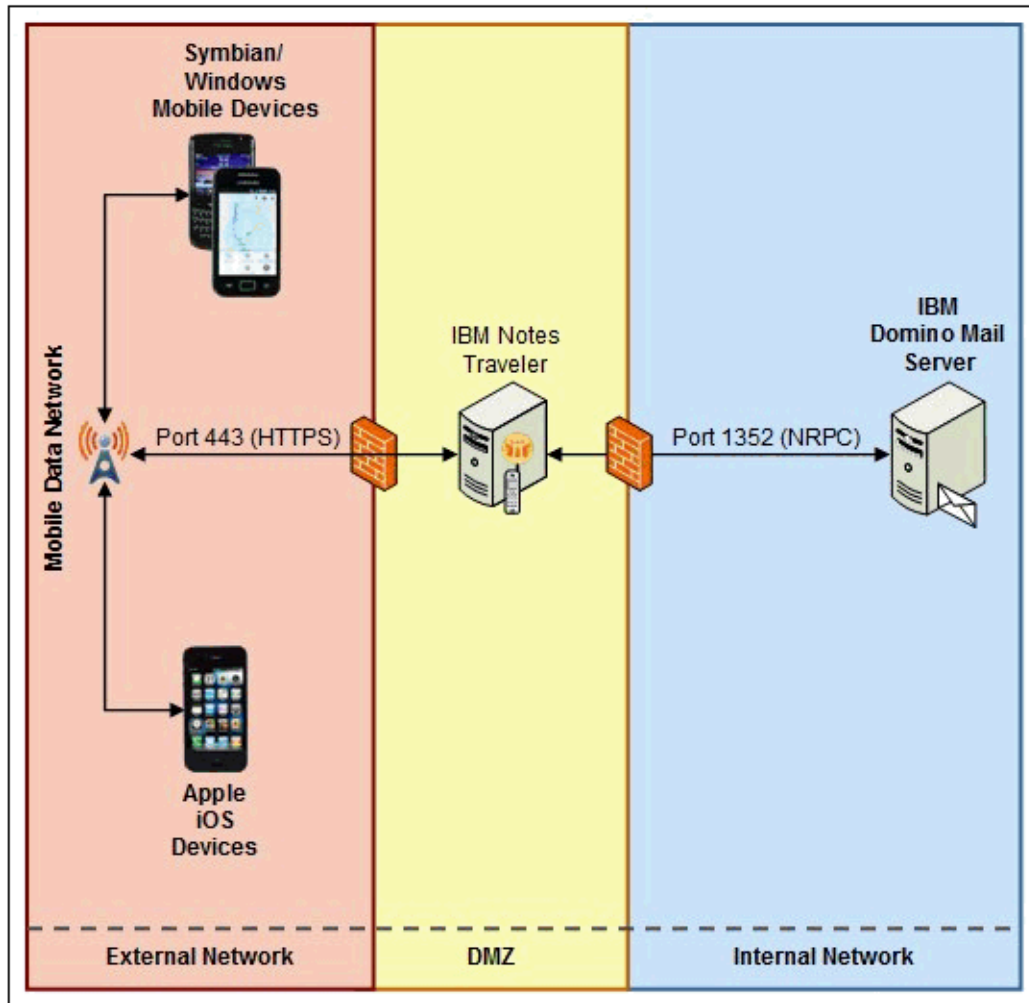 Symbian/
Windows
Mobile Devices
IBM Notes
Traveler
IBM
Domino Mail
Server
Mobile Data Network
Port 443 (HTTPS)
Port 1352 (NRPC)
Apple
iOS
Devices
External Network
DMZ
Internal Network